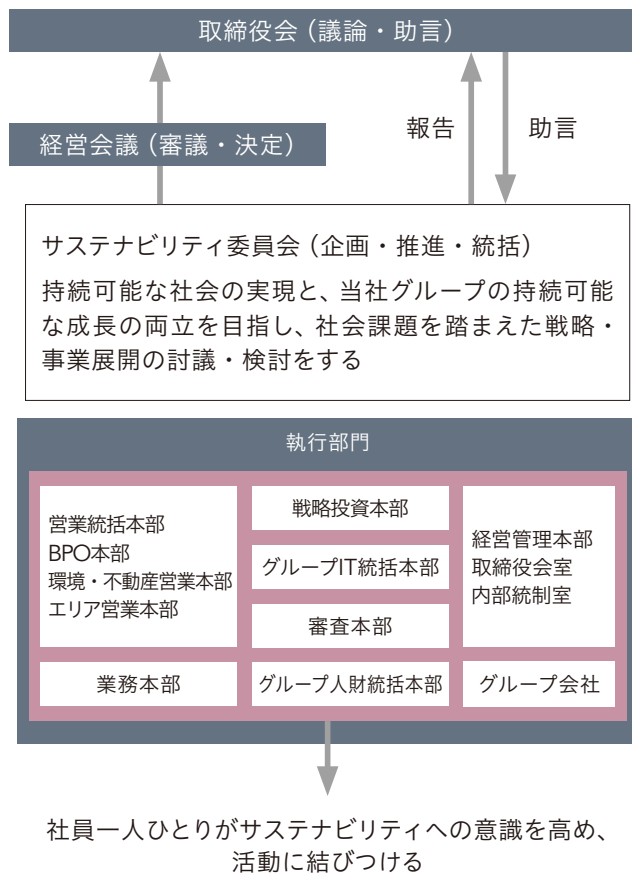 取締役会（議論・助言）
経営会議（審議・決定）
報告
助言
サステナビリティ委員会（企画・推進・統括）
持続可能な社会の実現と、当社グループの持続可能
な成長の両立を目指し、社会課題を踏まえた戦略・
事業展開の討議・検討をする
執行部門
営業統括本部
BPO本部
環境・不動産営業本部
エリア営業本部
業務本部
戦略投資本部
グループIT統括本部
審査本部
グループ人財統括本部
経営管理本部
取締役会室
内部統制室
グループ会社
社員一人ひとりがサステナビリティへの意識を高め、
活動に結びつける